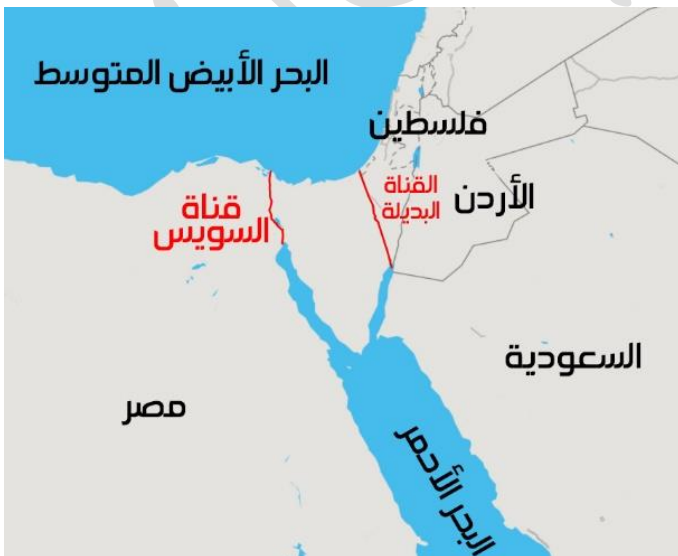 البحر الأبيض المتوسط
فلسطين
القناة
البديلة
الأردن
قناة
السويس
السعودية
مصر
البحر الأحمر